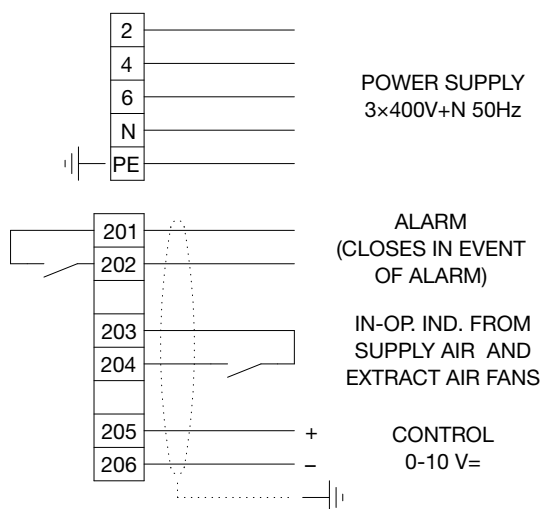 2
4
6
N
PE
POWER SUPPLY
3×400V+N 50Hz
201
202
ALARM
(CLOSES IN EVENT
OF ALARM)
203
204
IN-OP. IND. FROM
SUPPLY AIR AND
EXTRACT AIR FANS
205
206
+
–
CONTROL
0-10 V=